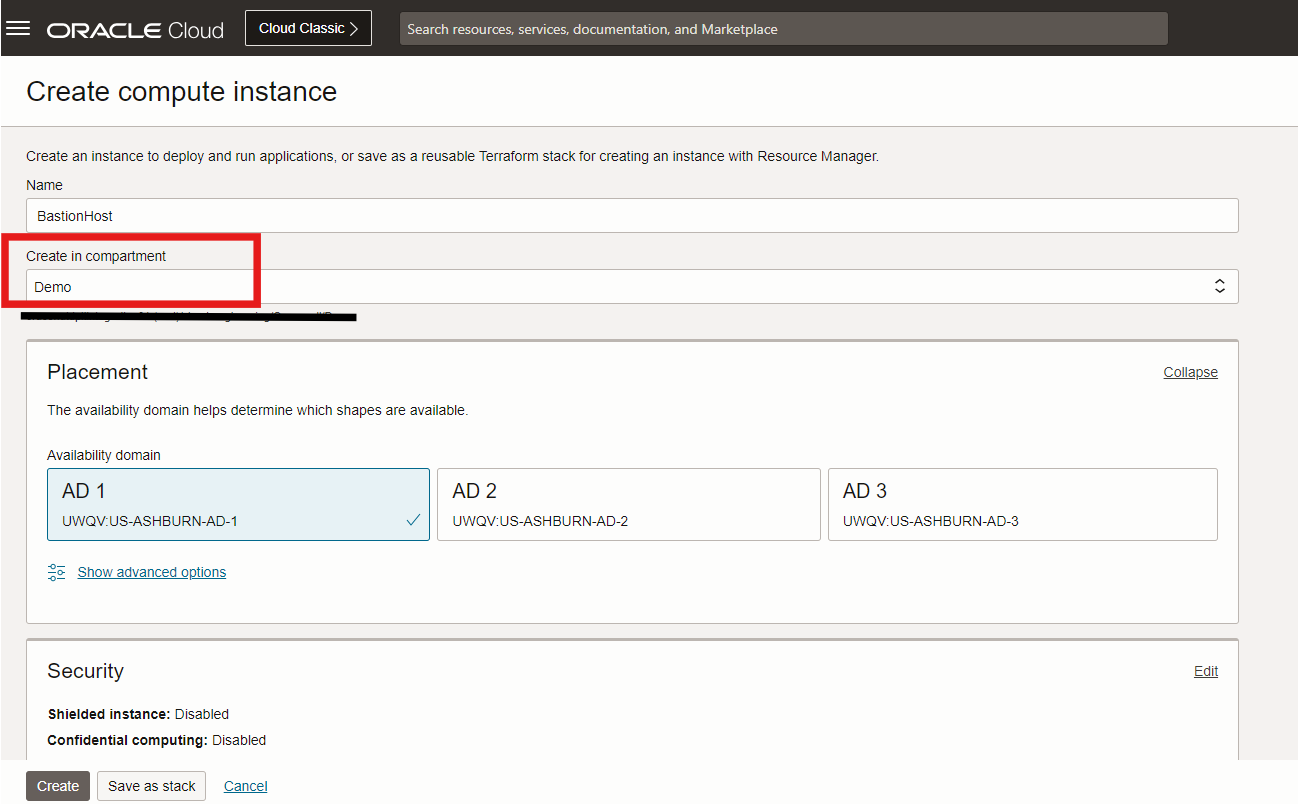 ORACLE Cloud
Cloud Classic
Search resources, services, documentation, and Marketplace
Create compute instance
Create an instance to deploy and run applications, or save as a reusable Terraform stack for creating an instance with Resource Manager.
Name
BastionHost
Create in compartment
Demo
Placement
Collapse
The availability domain helps determine which shapes are available.
Availability domain
AD 1
UWQV:US-ASHBURN-AD-1
AD 2
UWQV:US-ASHBURN-AD-2
AD 3
UWQV:US-ASHBURN-AD-3
Show advanced options
Security
Edit
Shielded instance: Disabled
Confidential computing: Disabled
Create
Save as stack
Cancel